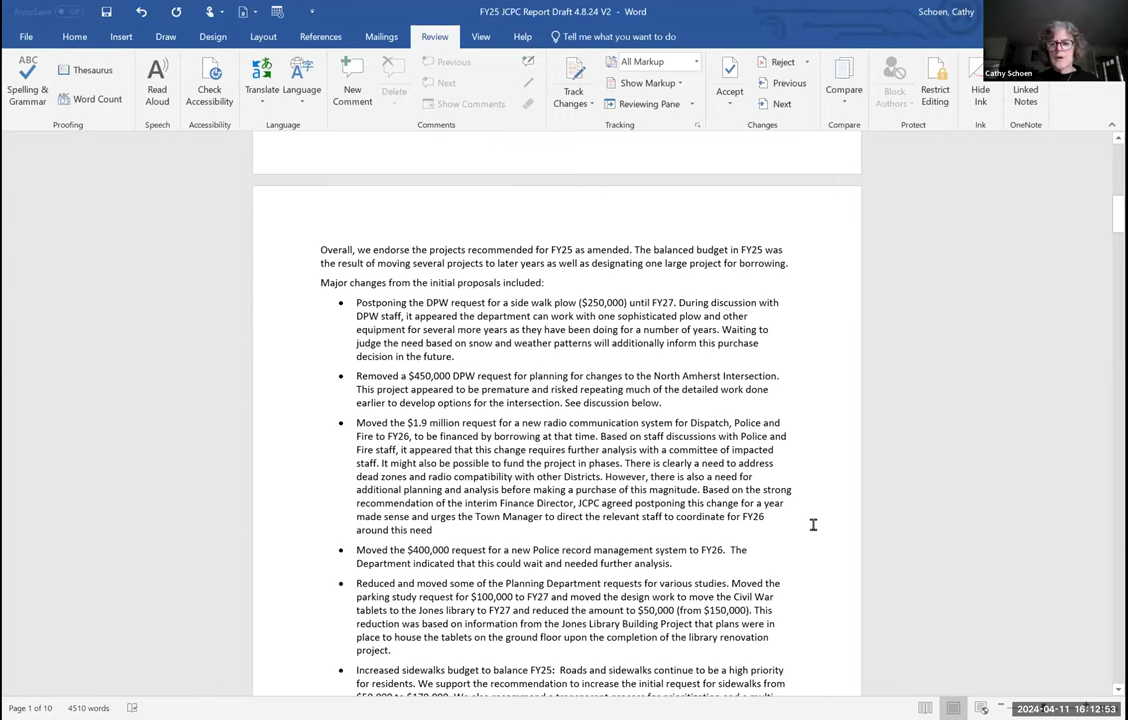 AutoSave Off
FY25 JCPC Report Draft 4.8.24 V2 - Word
Schoen, Cathy
File Home Insert Draw Design Layout References Mailings Review View Help Tell me what you want to do
ABC
Spelling & Grammar
Thesaurus
Word Count
Proofing
Read Aloud
Speech
Check Accessibility
Accessibility
Translate
Language
Language
New Comment
Delete
Previous
Next
Show Comments
Comments
Track Changes
All Markup
Show Markup
Reviewing Pane
Tracking
Accept
Reject
Previous
Next
Changes
Compare
Compare
Block Authors
Restrict Editing
Protect
Hide Ink
Ink
Linked Notes
OneNote
Cathy Schoen
Overall, we endorse the projects recommended for FY25 as amended. The balanced budget in FY25 was
the result of moving several projects to later years as well as designating one large project for borrowing.
Major changes from the initial proposals included:
• Postponing the DPW request for a side walk plow ($250,000) until FY27. During discussion with
DPW staff, it appeared the department can work with one sophisticated plow and other
equipment for several more years as they have been doing for a number of years. Waiting to
judge the need based on snow and weather patterns will additionally inform this purchase
decision in the future.
• Removed a $450,000 DPW request for planning for changes to the North Amherst Intersection.
This project appeared to be premature and risked repeating much of the detailed work done
earlier to develop options for the intersection. See discussion below.
• Moved the $1.9 million request for a new radio communication system for Dispatch, Police and
Fire to FY26, to be financed by borrowing at that time. Based on staff discussions with Police and
Fire staff, it appeared that this change requires further analysis with a committee of impacted
staff. It might also be possible to fund the project in phases. There is clearly a need to address
dead zones and radio compatibility with other Districts. However, there is also a need for
additional planning and analysis before making a purchase of this magnitude. Based on the strong
recommendation of the interim Finance Director, JCPC agreed postponing this change for a year
made sense and urges the Town Manager to direct the relevant staff to coordinate for FY26
around this need
• Moved the $400,000 request for a new Police record management system to FY26. The
Department indicated that this could wait and needed further analysis.
• Reduced and moved some of the Planning Department requests for various studies. Moved the
parking study request for $100,000 to FY27 and moved the design work to move the Civil War
tablets to the Jones library to FY27 and reduced the amount to $50,000 (from $150,000). This
reduction was based on information from the Jones Library Building Project that plans were in
place to house the tablets on the ground floor upon the completion of the library renovation
project.
• Increased sidewalks budget to balance FY25: Roads and sidewalks continue to be a high priority
for residents. We support the recommendation to increase the initial request for sidewalks from
Page 1 of 10 4510 words
2024-04-11 16:12:53